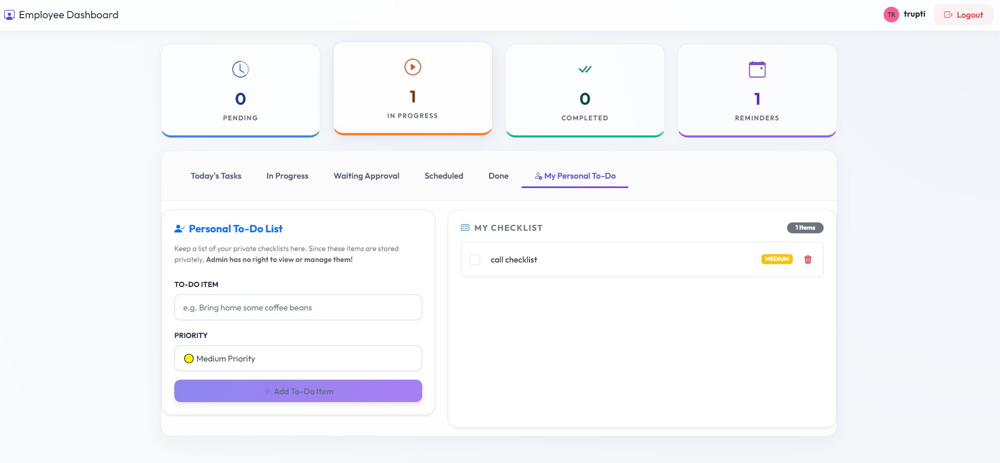 Employee Dashboard
TR trupti Logout
0
PENDING
1
IN PROGRESS
0
COMPLETED
1
REMINDERS
Today's Tasks In Progress Waiting Approval Scheduled Done My Personal To-Do
Personal To-Do List
Keep a list of your private checklists here. Since these items are stored
privately, Admin has no right to view or manage them!
TO-DO ITEM
e.g. Bring home some coffee beans
PRIORITY
Medium Priority
+ Add To-Do Item
MY CHECKLIST 1 Items
call checklist MEDIUM